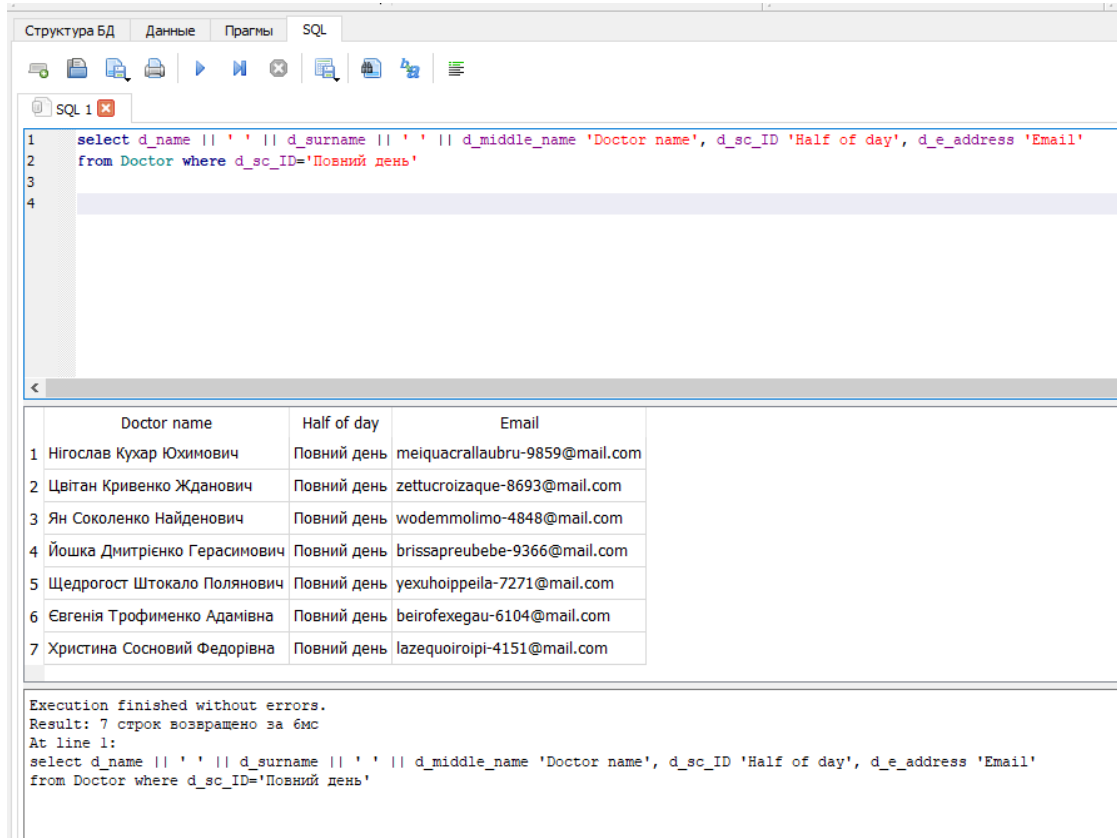 Структура БД Данные Прагмы SQL
SQL 1
1 select d_name || ' ' || d_surname || ' ' || d_middle_name 'Doctor name', d_sc_ID 'Half of day', d_e_address 'Email'
2 from Doctor where d_sc_ID='Повний день'
3
4
Doctor name Half of day Email
1 Нігослав Кухар Юхимович Повний день meiquacrallaubru-9859@mail.com
2 Цвітан Кривенко Жданович Повний день zettucroizaque-8693@mail.com
3 Ян Соколенко Найденович Повний день wodemmolimo-4848@mail.com
4 Йошка Дмитрієнко Герасимович Повний день brissapreubebe-9366@mail.com
5 Щедрогост Штокало Полянович Повний день yexuhoippeila-7271@mail.com
6 Євгенія Трофименко Адамівна Повний день beirofexegau-6104@mail.com
7 Христина Сосновий Федорівна Повний день lazequoiroipi-4151@mail.com
Execution finished without errors.
Result: 7 строк возвращено за 6мс
At line 1:
select d_name || ' ' || d_surname || ' ' || d_middle_name 'Doctor name', d_sc_ID 'Half of day', d_e_address 'Email'
from Doctor where d_sc_ID='Повний день'